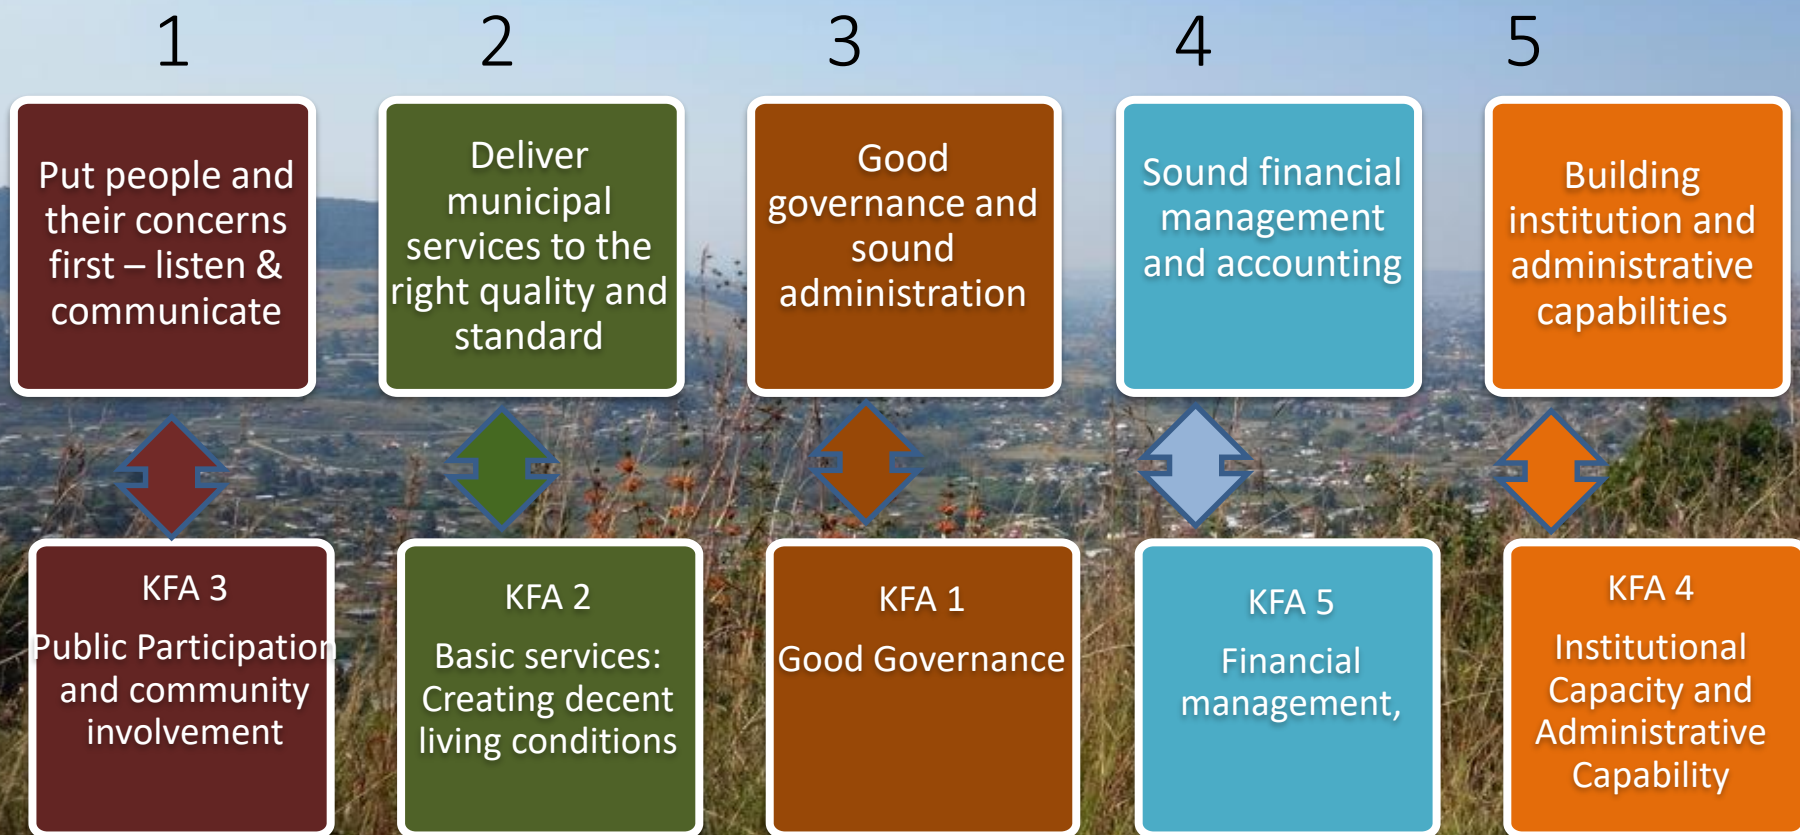 1
2
3
4
5
Put people and
their concerns
first – listen &
communicate
Deliver
municipal
services to the
right quality and
standard
Good
governance and
sound
administration
Sound financial
management
and accounting
Building
institution and
administrative
capabilities
KFA 3
Public Participation
and community
involvement
KFA 2
Basic services:
Creating decent
living conditions
KFA 1
Good Governance
KFA 5
Financial
management,
KFA 4
Institutional
Capacity and
Administrative
Capability